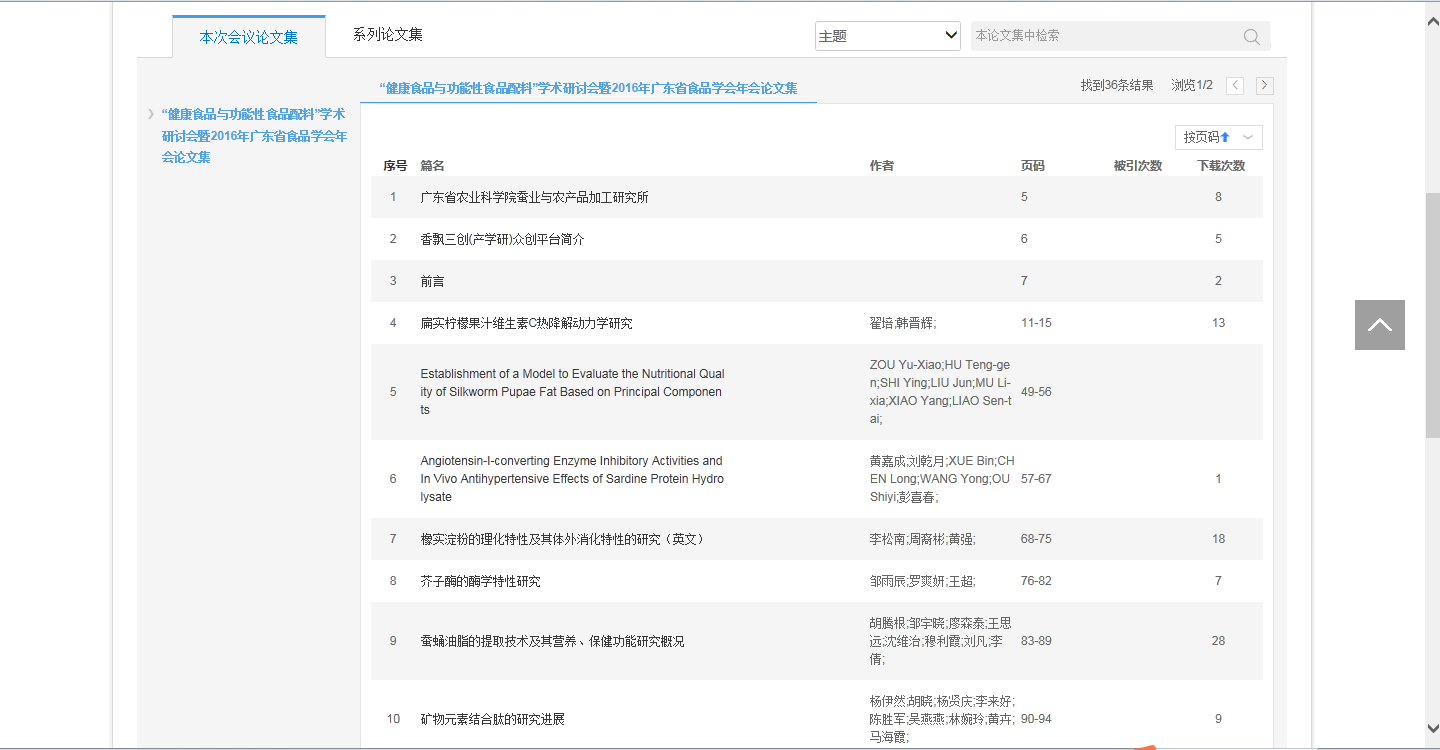 本次会议论文集 系列论文集 主题 本论文集中检索
“健康食品与功能性食品配料”学术研讨会暨2016年广东省食品学会年会论文集 找到36条结果 浏览1/2
“健康食品与功能性食品配料”学术
研讨会暨2016年广东省食品学会年
会论文集
按页码
序号 篇名 作者 页码 被引次数 下载次数
1 广东省农业科学院蚕业与农产品加工研究所 5 8
2 香飘三创(产学研)众创平台简介 6 5
3 前言 7 2
4 扁实柠檬果汁维生素C热降解动力学研究 翟培;韩晋辉; 11-15 13
5
Establishment of a Model to Evaluate the Nutritional Qual
ity of Silkworm Pupae Fat Based on Principal Componen
ts
ZOU Yu-Xiao;HU Teng-ge
n;SHI Ying;LIU Jun;MU Li-
xia;XIAO Yang;LIAO Sen-t
ai;
49-56
6
Angiotensin-I-converting Enzyme Inhibitory Activities and
In Vivo Antihypertensive Effects of Sardine Protein Hydro
lysate
黄嘉成;刘乾月;XUE Bin;CH
EN Long;WANG Yong;OU
Shiyi;彭喜春;
57-67 1
7 橡实淀粉的理化特性及其体外消化特性的研究（英文） 李松南;周裔彬;黄强; 68-75 18
8 芥子酶的酶学特性研究 邹雨辰;罗爽妍;王超; 76-82 7
9 蚕蛹油脂的提取技术及其营养、保健功能研究概况
胡腾根;邹宇晓;廖森泰;王思
远;沈维治;穆利霞;刘凡;李
倩;
83-89 28
10 矿物元素结合肽的研究进展
杨伊然;胡晓;杨贤庆;李来好;
陈胜军;吴燕燕;林婉玲;黄卉;
马海霞;
90-94 9